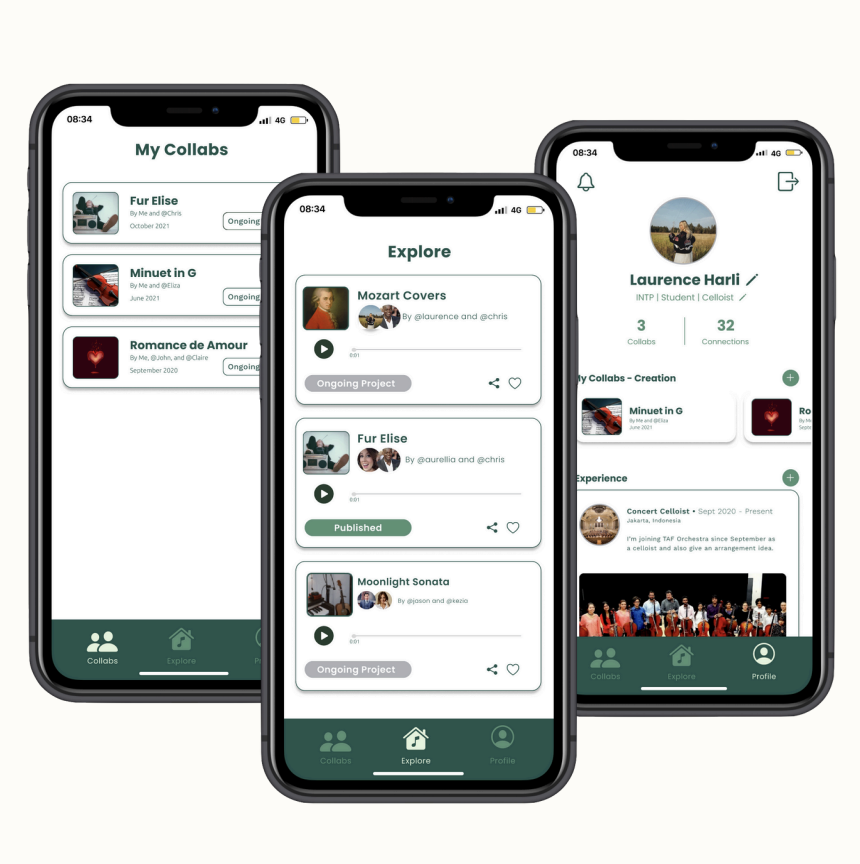 08:34
4G
My Collabs
Fur Elise
By Me and @Chris
October 2021
Ongoing
Minuet in G
By Me and @Eliza
June 2021
Ongoing
Romance de Amour
By Me, @John, and @Claire
September 2020
Ongoing
Collabs
Explore
08:34
4G
Explore
Mozart Covers
By @laurence and @chris
0:01
Ongoing Project
Fur Elise
By @aurellia and @chris
0:01
Published
Moonlight Sonata
By @jason and @kezia
0:01
Ongoing Project
Collabs
Explore
Profile
08:34
4G
Laurence Harli
INTP | Student | Celloist
3
32
Collabs
Connections
My Collabs - Creation
Minuet in G
By Me and @Eliza
June 2021
Ro
By M
Septe
Experience
Concert Celloist • Sept 2020 - Present
Jakarta, Indonesia
I'm joining TAF Orchestra since September as
a celloist and also give an arrangement idea.
Collabs
Explore
Profile